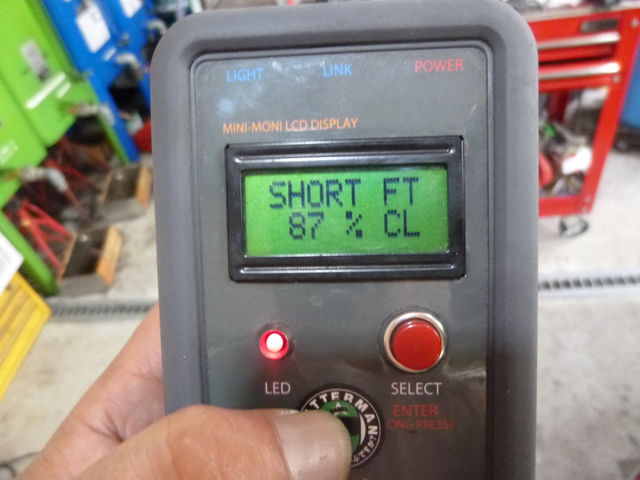 LIGHT LINK POWER
MINI-MONI LCD DISPLAY
SHORT FT
87 % CL
LED SELECT
ENTER